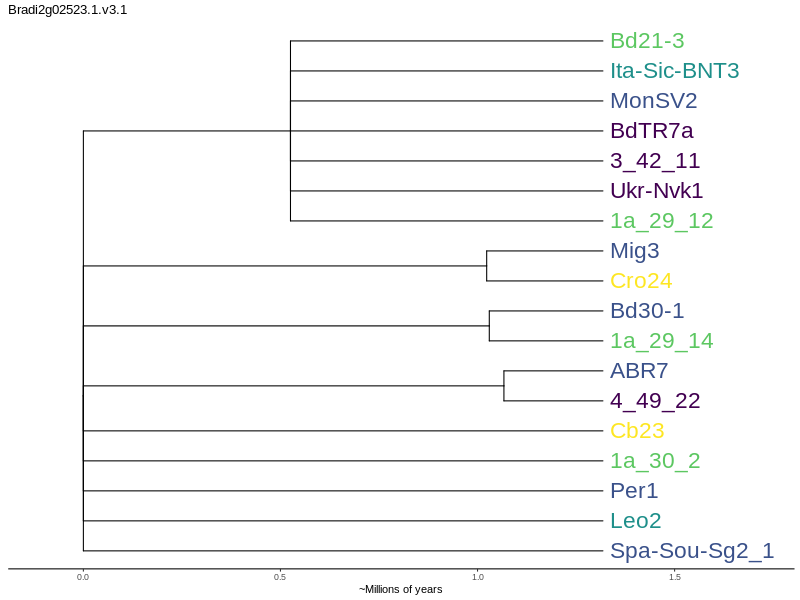 Bradi2g02523.1.v3.1
Bd21-3
Ita-Sic-BNT3
MonSV2
BdTR7a
3_42_11
Ukr-Nvk1
1a_29_12
Mig3
Cro24
Bd30-1
1a_29_14
ABR7
4_49_22
Cb23
1a_30_2
Per1
Leo2
Spa-Sou-Sg2_1
0.0 0.5 1.0 1.5
~Millions of years